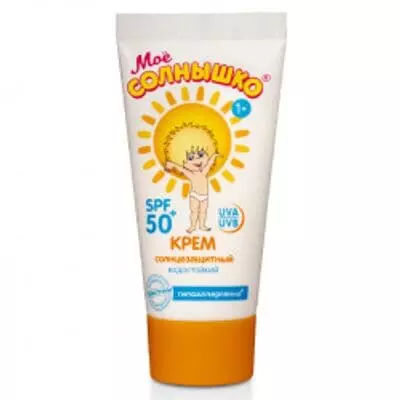 Моё
СОЛНЫШКО®
1+
SPF
50+
UVA
UVB
КРЕМ
солнцезащитный
водостойкий
гипоаллергенно